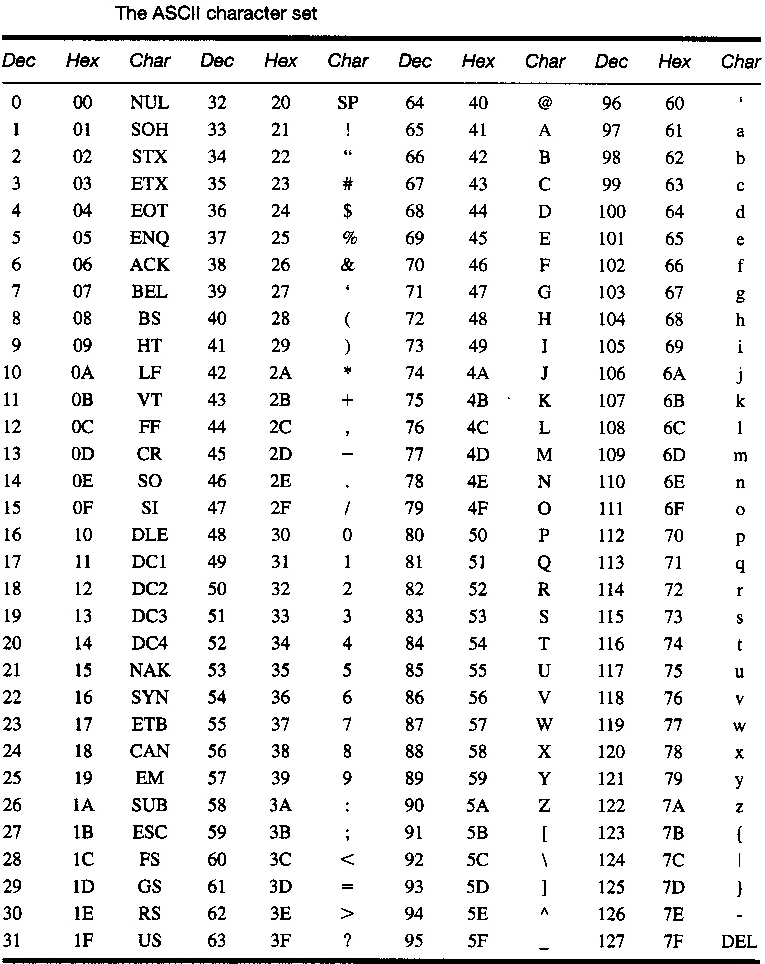 The ASCII character set
Dec Hex Char Dec Hex Char Dec Hex Char Dec Hex Char
0 00 NUL 32 20 SP 64 40 @ 96 60 ‘
1 01 SOH 33 21 ! 65 41 A 97 61 a
2 02 STX 34 22 “ 66 42 B 98 62 b
3 03 ETX 35 23 # 67 43 C 99 63 c
4 04 EOT 36 24 $ 68 44 D 100 64 d
5 05 ENQ 37 25 % 69 45 E 101 65 e
6 06 ACK 38 26 & 70 46 F 102 66 f
7 07 BEL 39 27 ‘ 71 47 G 103 67 g
8 08 BS 40 28 ( 72 48 H 104 68 h
9 09 HT 41 29 ) 73 49 I 105 69 i
10 0A LF 42 2A * 74 4A J 106 6A j
11 0B VT 43 2B + 75 4B K 107 6B k
12 0C FF 44 2C , 76 4C L 108 6C l
13 0D CR 45 2D – 77 4D M 109 6D m
14 0E SO 46 2E . 78 4E N 110 6E n
15 0F SI 47 2F / 79 4F O 111 6F o
16 10 DLE 48 30 0 80 50 P 112 70 p
17 11 DC1 49 31 1 81 51 Q 113 71 q
18 12 DC2 50 32 2 82 52 R 114 72 r
19 13 DC3 51 33 3 83 53 S 115 73 s
20 14 DC4 52 34 4 84 54 T 116 74 t
21 15 NAK 53 35 5 85 55 U 117 75 u
22 16 SYN 54 36 6 86 56 V 118 76 v
23 17 ETB 55 37 7 87 57 W 119 77 w
24 18 CAN 56 38 8 88 58 X 120 78 x
25 19 EM 57 39 9 89 59 Y 121 79 y
26 1A SUB 58 3A : 90 5A Z 122 7A z
27 1B ESC 59 3B ; 91 5B [ 123 7B {
28 1C FS 60 3C < 92 5C \ 124 7C |
29 1D GS 61 3D = 93 5D ] 125 7D }
30 1E RS 62 3E > 94 5E ^ 126 7E -
31 1F US 63 3F ? 95 5F _ 127 7F DEL